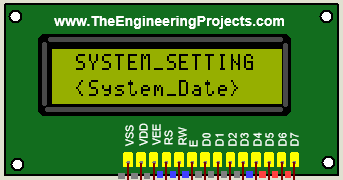 www.TheEngineeringProjects.com
SYSTEM_SETTING
<System_Date>
VSS
VDD
VEE
RS
RW
E
D0
D1
D2
D3
D4
D5
D6
D7